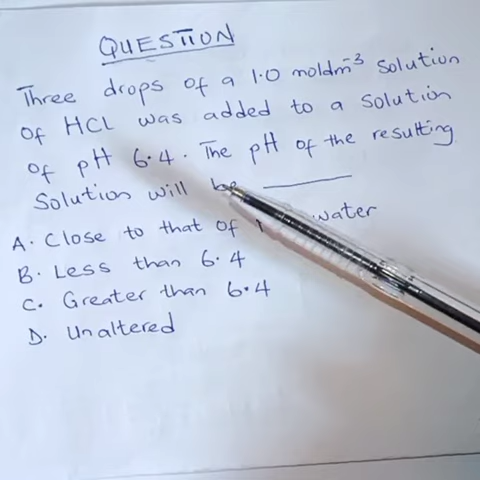 QUESTION
Three drops of a 1.0 moldm⁻³ solution
of HCL was added to a solution
of pH 6.4. The pH of the resulting
Solution will be ______
A. Close to that of water
B. Less than 6.4
C. Greater than 6.4
D. Unaltered